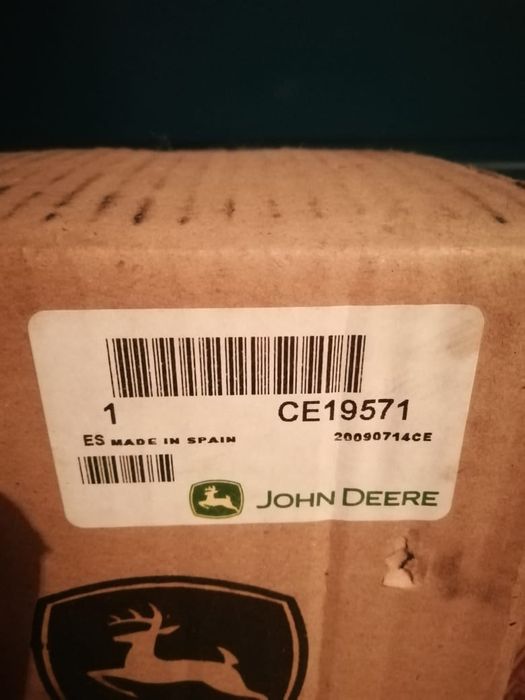 1 CE19571
ES MADE IN SPAIN 20090714CE
JOHN DEERE